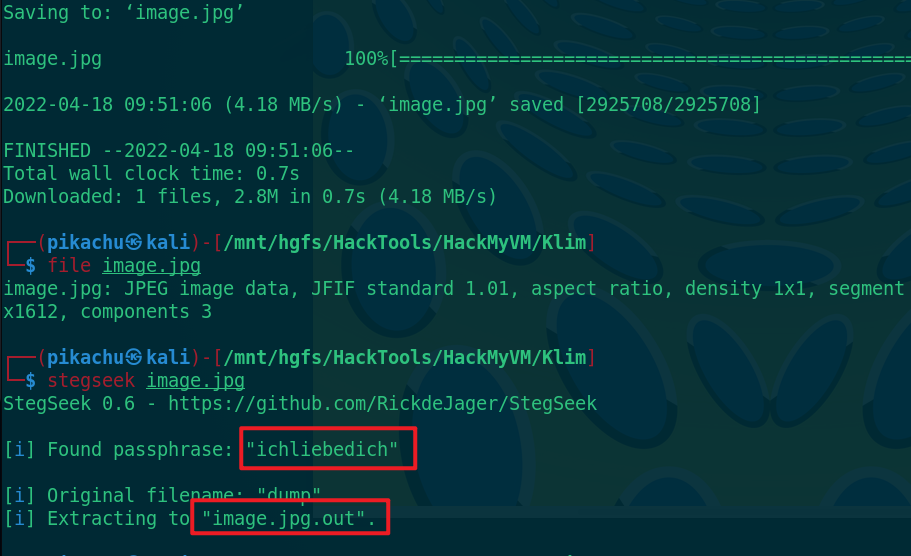 Saving to: ‘image.jpg’
image.jpg 100%[===============================================
2022-04-18 09:51:06 (4.18 MB/s) - ‘image.jpg’ saved [2925708/2925708]
FINISHED --2022-04-18 09:51:06--
Total wall clock time: 0.7s
Downloaded: 1 files, 2.8M in 0.7s (4.18 MB/s)
┌──(pikachu㉿kali)-[/mnt/hgfs/HackTools/HackMyVM/Klim]
└─$ file image.jpg
image.jpg: JPEG image data, JFIF standard 1.01, aspect ratio, density 1x1, segment
x1612, components 3
┌──(pikachu㉿kali)-[/mnt/hgfs/HackTools/HackMyVM/Klim]
└─$ stegseek image.jpg
StegSeek 0.6 - https://github.com/RickdeJager/StegSeek
[i] Found passphrase: "ichliebedich"
[i] Original filename: "dump"
[i] Extracting to "image.jpg.out".